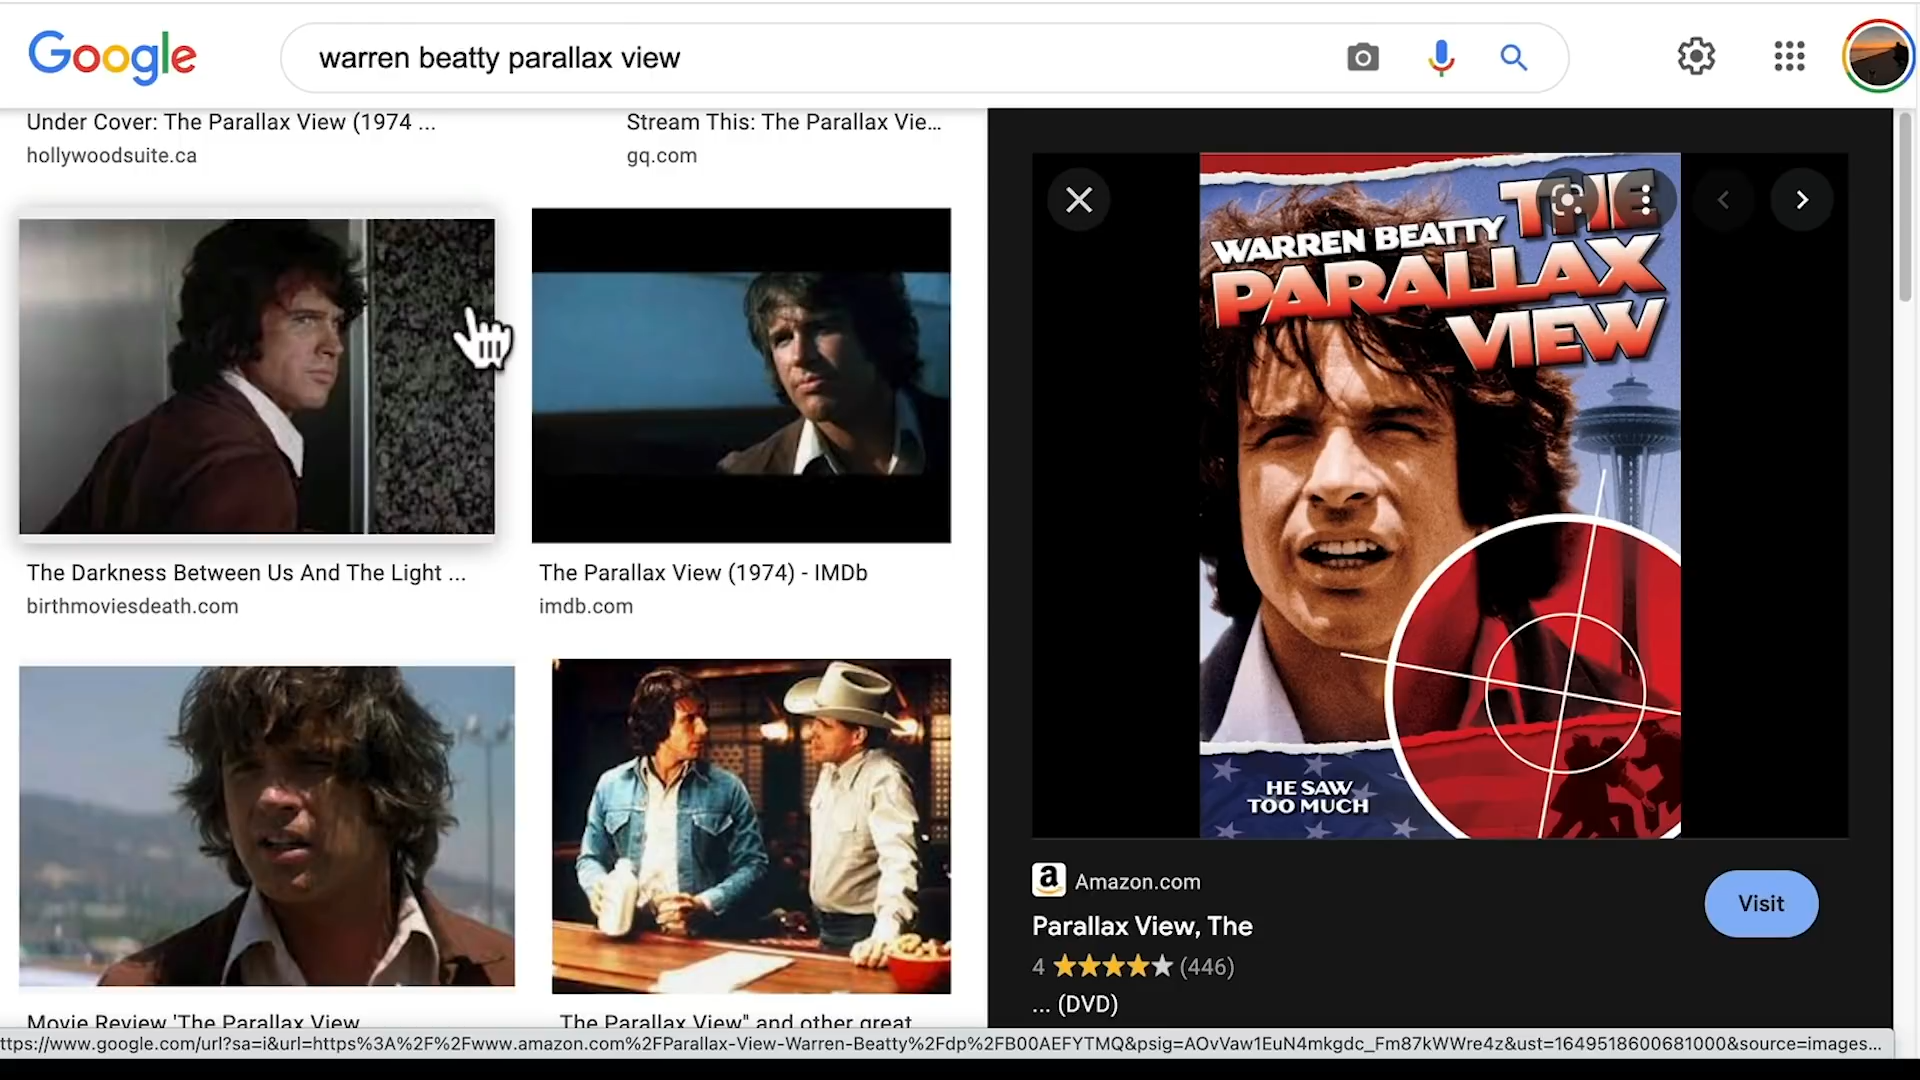 Google
warren beatty parallax view
Under Cover: The Parallax View (1974 ...
hollywoodsuite.ca
Stream This: The Parallax Vie...
gq.com
The Darkness Between Us And The Light ...
birthmoviesdeath.com
The Parallax View (1974) - IMDb
imdb.com
Movie Review 'The Parallax View
The Parallax View" and other great
WARREN BEATTY THE
PARALLAX
VIEW
HE SAW
TOO MUCH
a Amazon.com
Visit
Parallax View, The
4 (446)
... (DVD)
ttps://www.google.com/url?sa=i&url=https%3A%2F%2Fwww.amazon.com%2FParallax-View-Warren-Beatty%2Fdp%2FB00AEFYTMQ&psig=AOvVaw1EuN4mkgdc_Fm87kWWre4z&ust=1649518600681000&source=images...